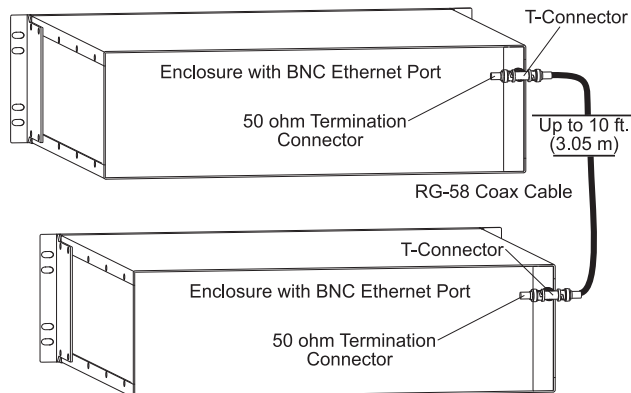 T-Connector
Enclosure with BNC Ethernet Port
50 ohm Termination
Connector
Up to 10 ft.
(3.05 m)
RG-58 Coax Cable
T-Connector
Enclosure with BNC Ethernet Port
50 ohm Termination
Connector